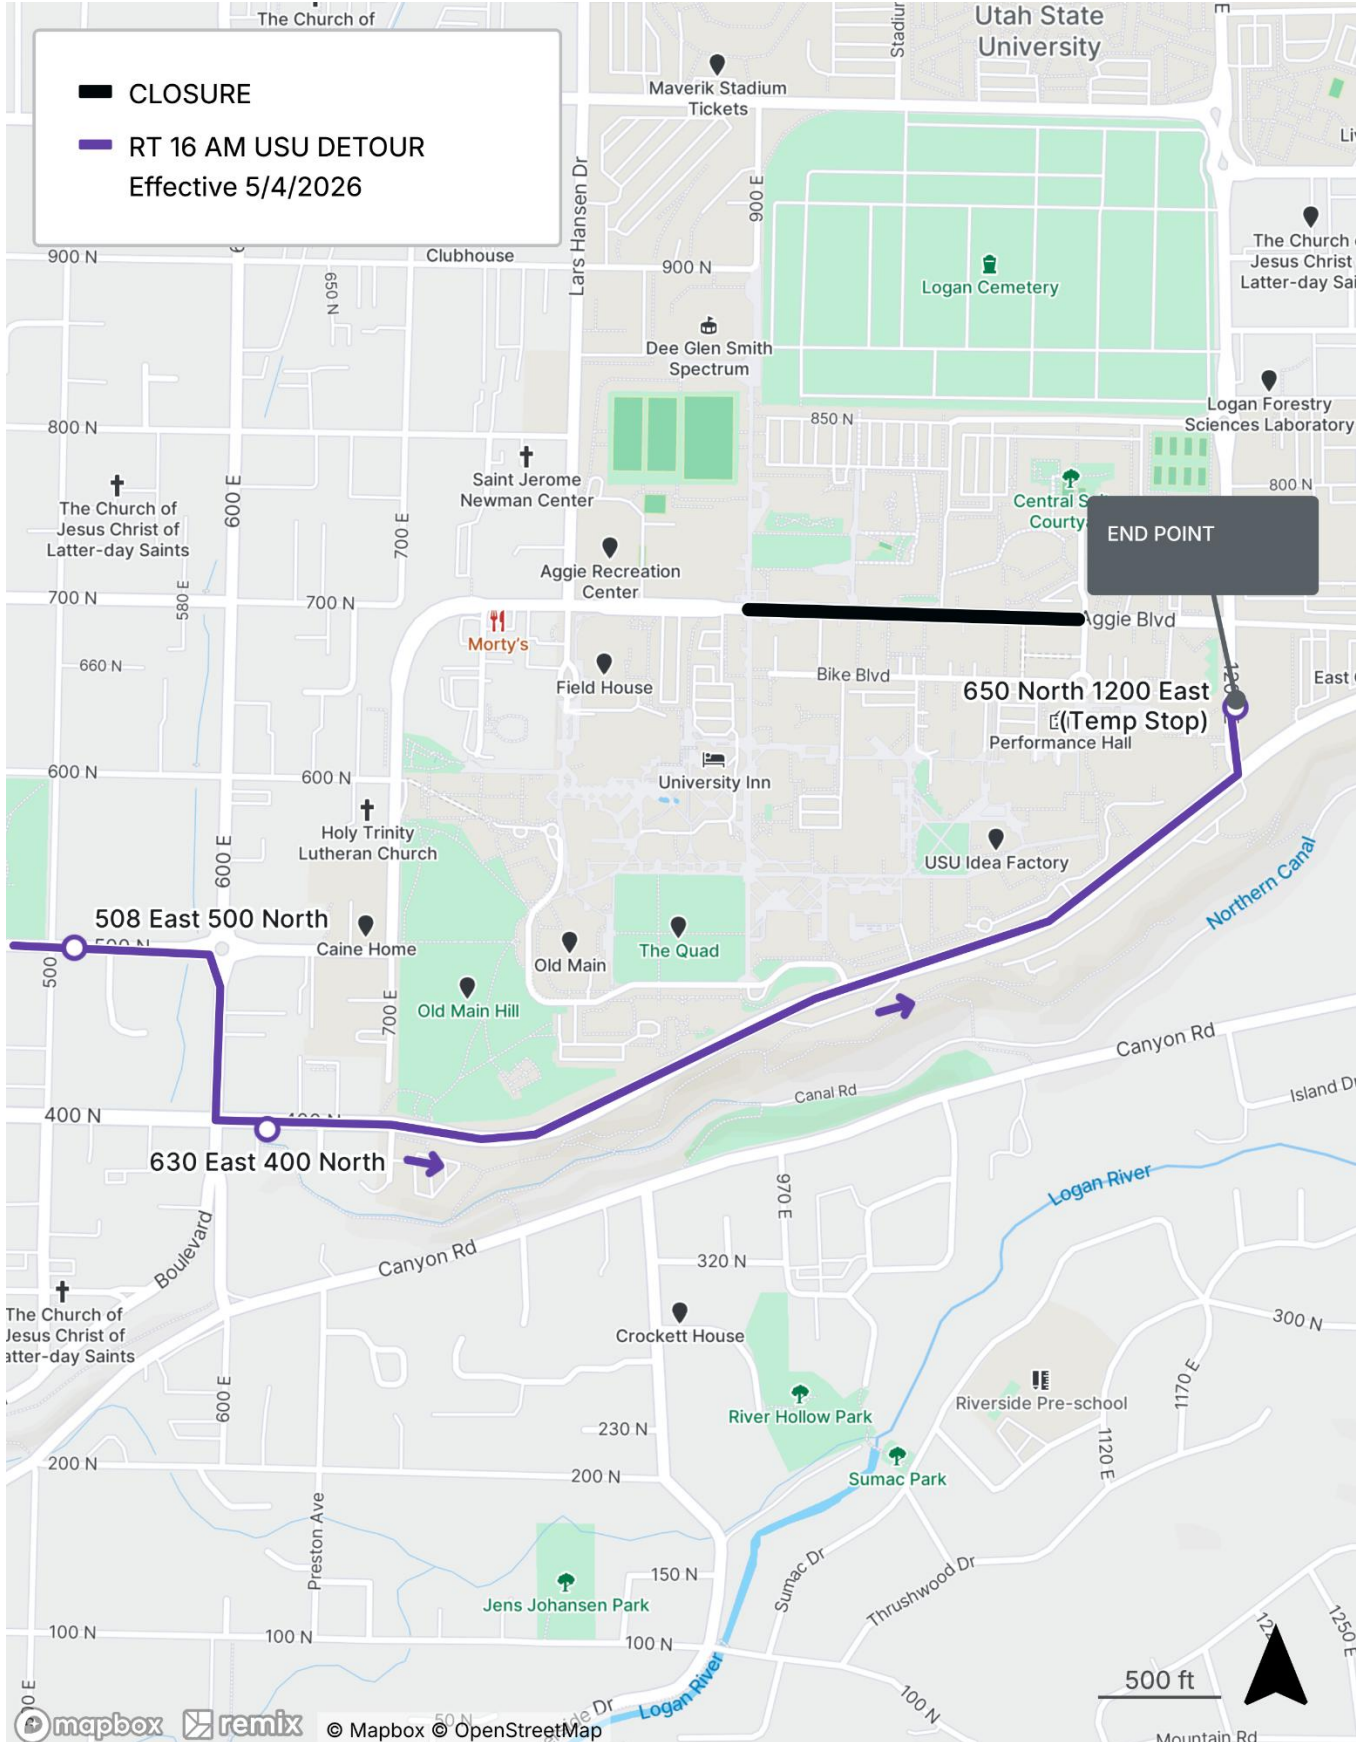 The Church of
CLOSURE
RT 16 AM USU DETOUR
Effective 5/4/2026
Utah State
University
Maverik Stadium
Tickets
Lars Hansen Dr
900 E
900 N
650 N
Clubhouse
900 N
Logan Cemetery
The Church
Jesus Christ
Dee Glen Smith
Spectrum
Logan Forestry
Sciences Laboratory
850 N
800 N
800 N
Saint Jerome
Newman Center
The Church of
Jesus Christ of
Latter-day Saints
600 E
700 E
Central
END POINT
Aggie Recreation
Center
580 E
700 N
700 N
Aggie Blvd
Morty's
660 N
Field House
Bike Blvd
East
650 North 1200 East
(Temp Stop)
Performance Hall
600 N
600 N
University Inn
Holy Trinity
Lutheran Church
600 E
USU Idea Factory
Northern Canal
508 East 500 North
Caine Home
Old Main
The Quad
500
700 E
Old Main Hill
Canyon Rd
Canal Rd
Island Dr
400 N
630 East 400 North
970 E
Logan River
Boulevard
Canyon Rd
320 N
The Church of
Jesus Christ of
atter-day Saints
Crockett House
300 N
600 E
Riverside Pre-school
1170 E
River Hollow Park
230 N
1120 E
200 N
200 N
Sumac Park
Preston Ave
150 N
Sumac Dr
Thrushwood Dr
Jens Johansen Park
100 N
100 N
100 N
1250 E
500 ft
Logan River
100 N
50 N
mapbox remix © Mapbox © OpenStreetMap
Mountain Rd